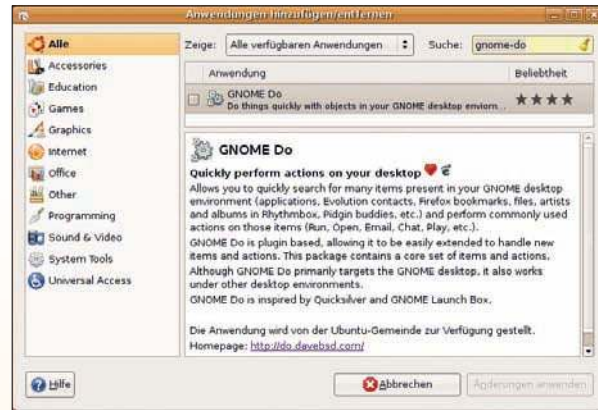 Anwendungen hinzufügen/entfernen
Alle
Accessories
Education
Games
Graphics
Internet
Office
Other
Programming
Sound & Video
System Tools
Universal Access
Zeige: Alle verfügbaren Anwendungen Suche: gnome-do
Anwendung Beliebtheit
GNOME Do
Do things quickly with objects in your GNOME desktop enviorn...
GNOME Do
Quickly perform actions on your desktop
Allows you to quickly search for many items present in your GNOME desktop
environment (applications, Evolution contacts, Firefox bookmarks, files, artists
and albums in Rhythmbox, Pidgin buddies, etc.) and perform commonly used
actions on those items (Run, Open, Email, Chat, Play, etc.).
GNOME Do is plugin based, allowing it to be easily extended to handle new
items and actions. This package contains a core set of items and actions.
Although GNOME Do primarily targets the GNOME desktop, it also works
under other desktop environments.
GNOME Do is inspired by Quicksilver and GNOME Launch Box.
Die Anwendung wird von der Ubuntu-Gemeinde zur Verfügung gestellt.
Homepage: http://do.davebsd.com/
Hilfe
Abbrechen
Änderungen anwenden